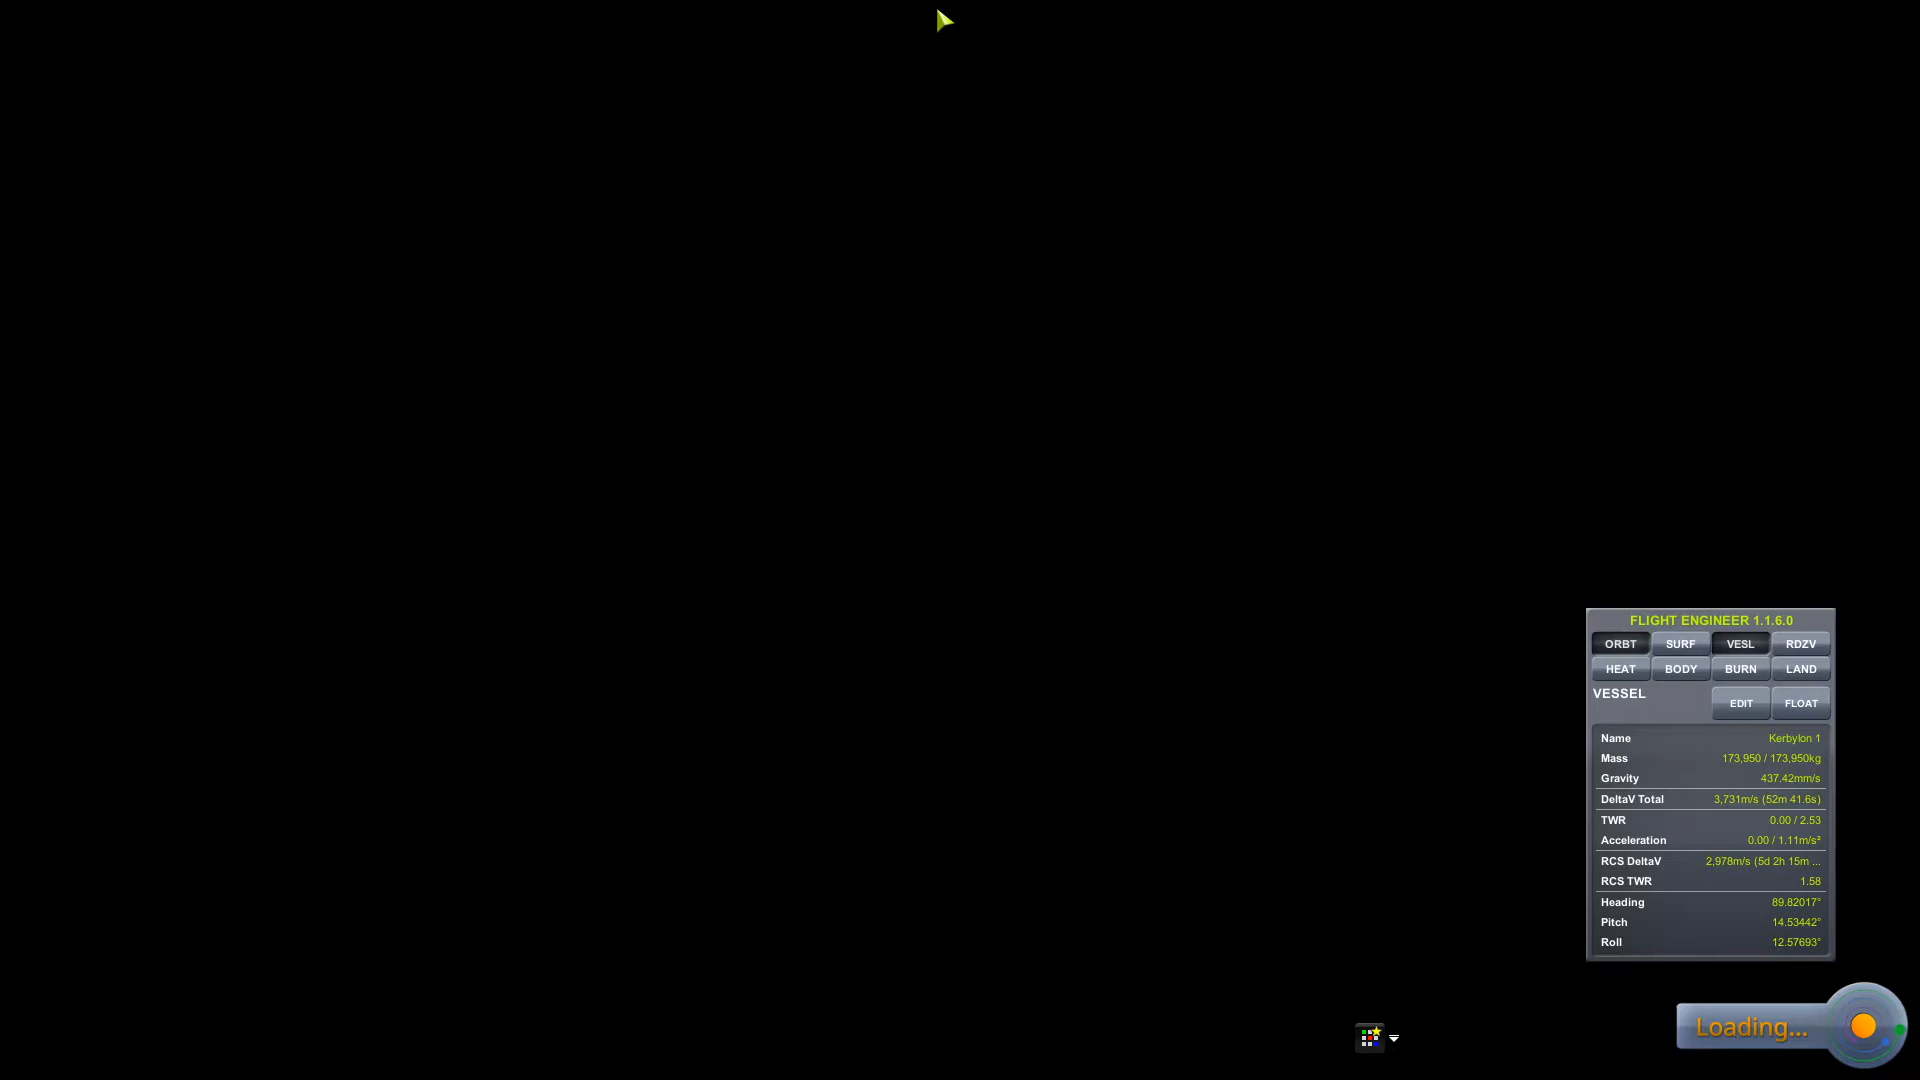 FLIGHT ENGINEER 1.1.6.0
ORBT SURF VESL RDZV
HEAT BODY BURN LAND
VESSEL EDIT FLOAT
Name Kerbylon 1
Mass 173,950 / 173,950kg
Gravity 437.42mm/s
DeltaV Total 3,731m/s (52m 41.6s)
TWR 0.00 / 2.53
Acceleration 0.00 / 1.11m/s²
RCS DeltaV 2,978m/s (5d 2h 15m ...
RCS TWR 1.58
Heading 89.82017°
Pitch 14.53442°
Roll 12.57693°
Loading...